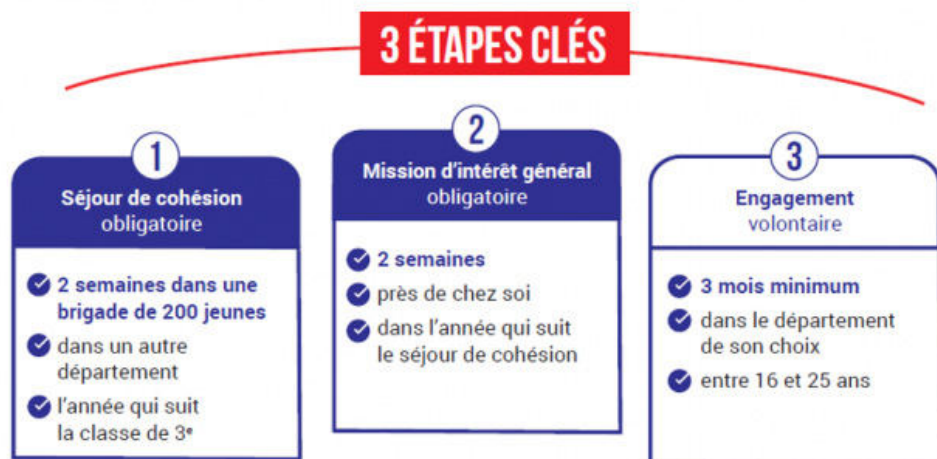 3 ÉTAPES CLÉS
1
Séjour de cohésion
obligatoire
2 semaines dans une
brigade de 200 jeunes
dans un autre
département
l'année qui suit
la classe de 3e
2
Mission d'intérêt général
obligatoire
2 semaines
près de chez soi
dans l'année qui suit
le séjour de cohésion
3
Engagement
volontaire
3 mois minimum
dans le département
de son choix
entre 16 et 25 ans